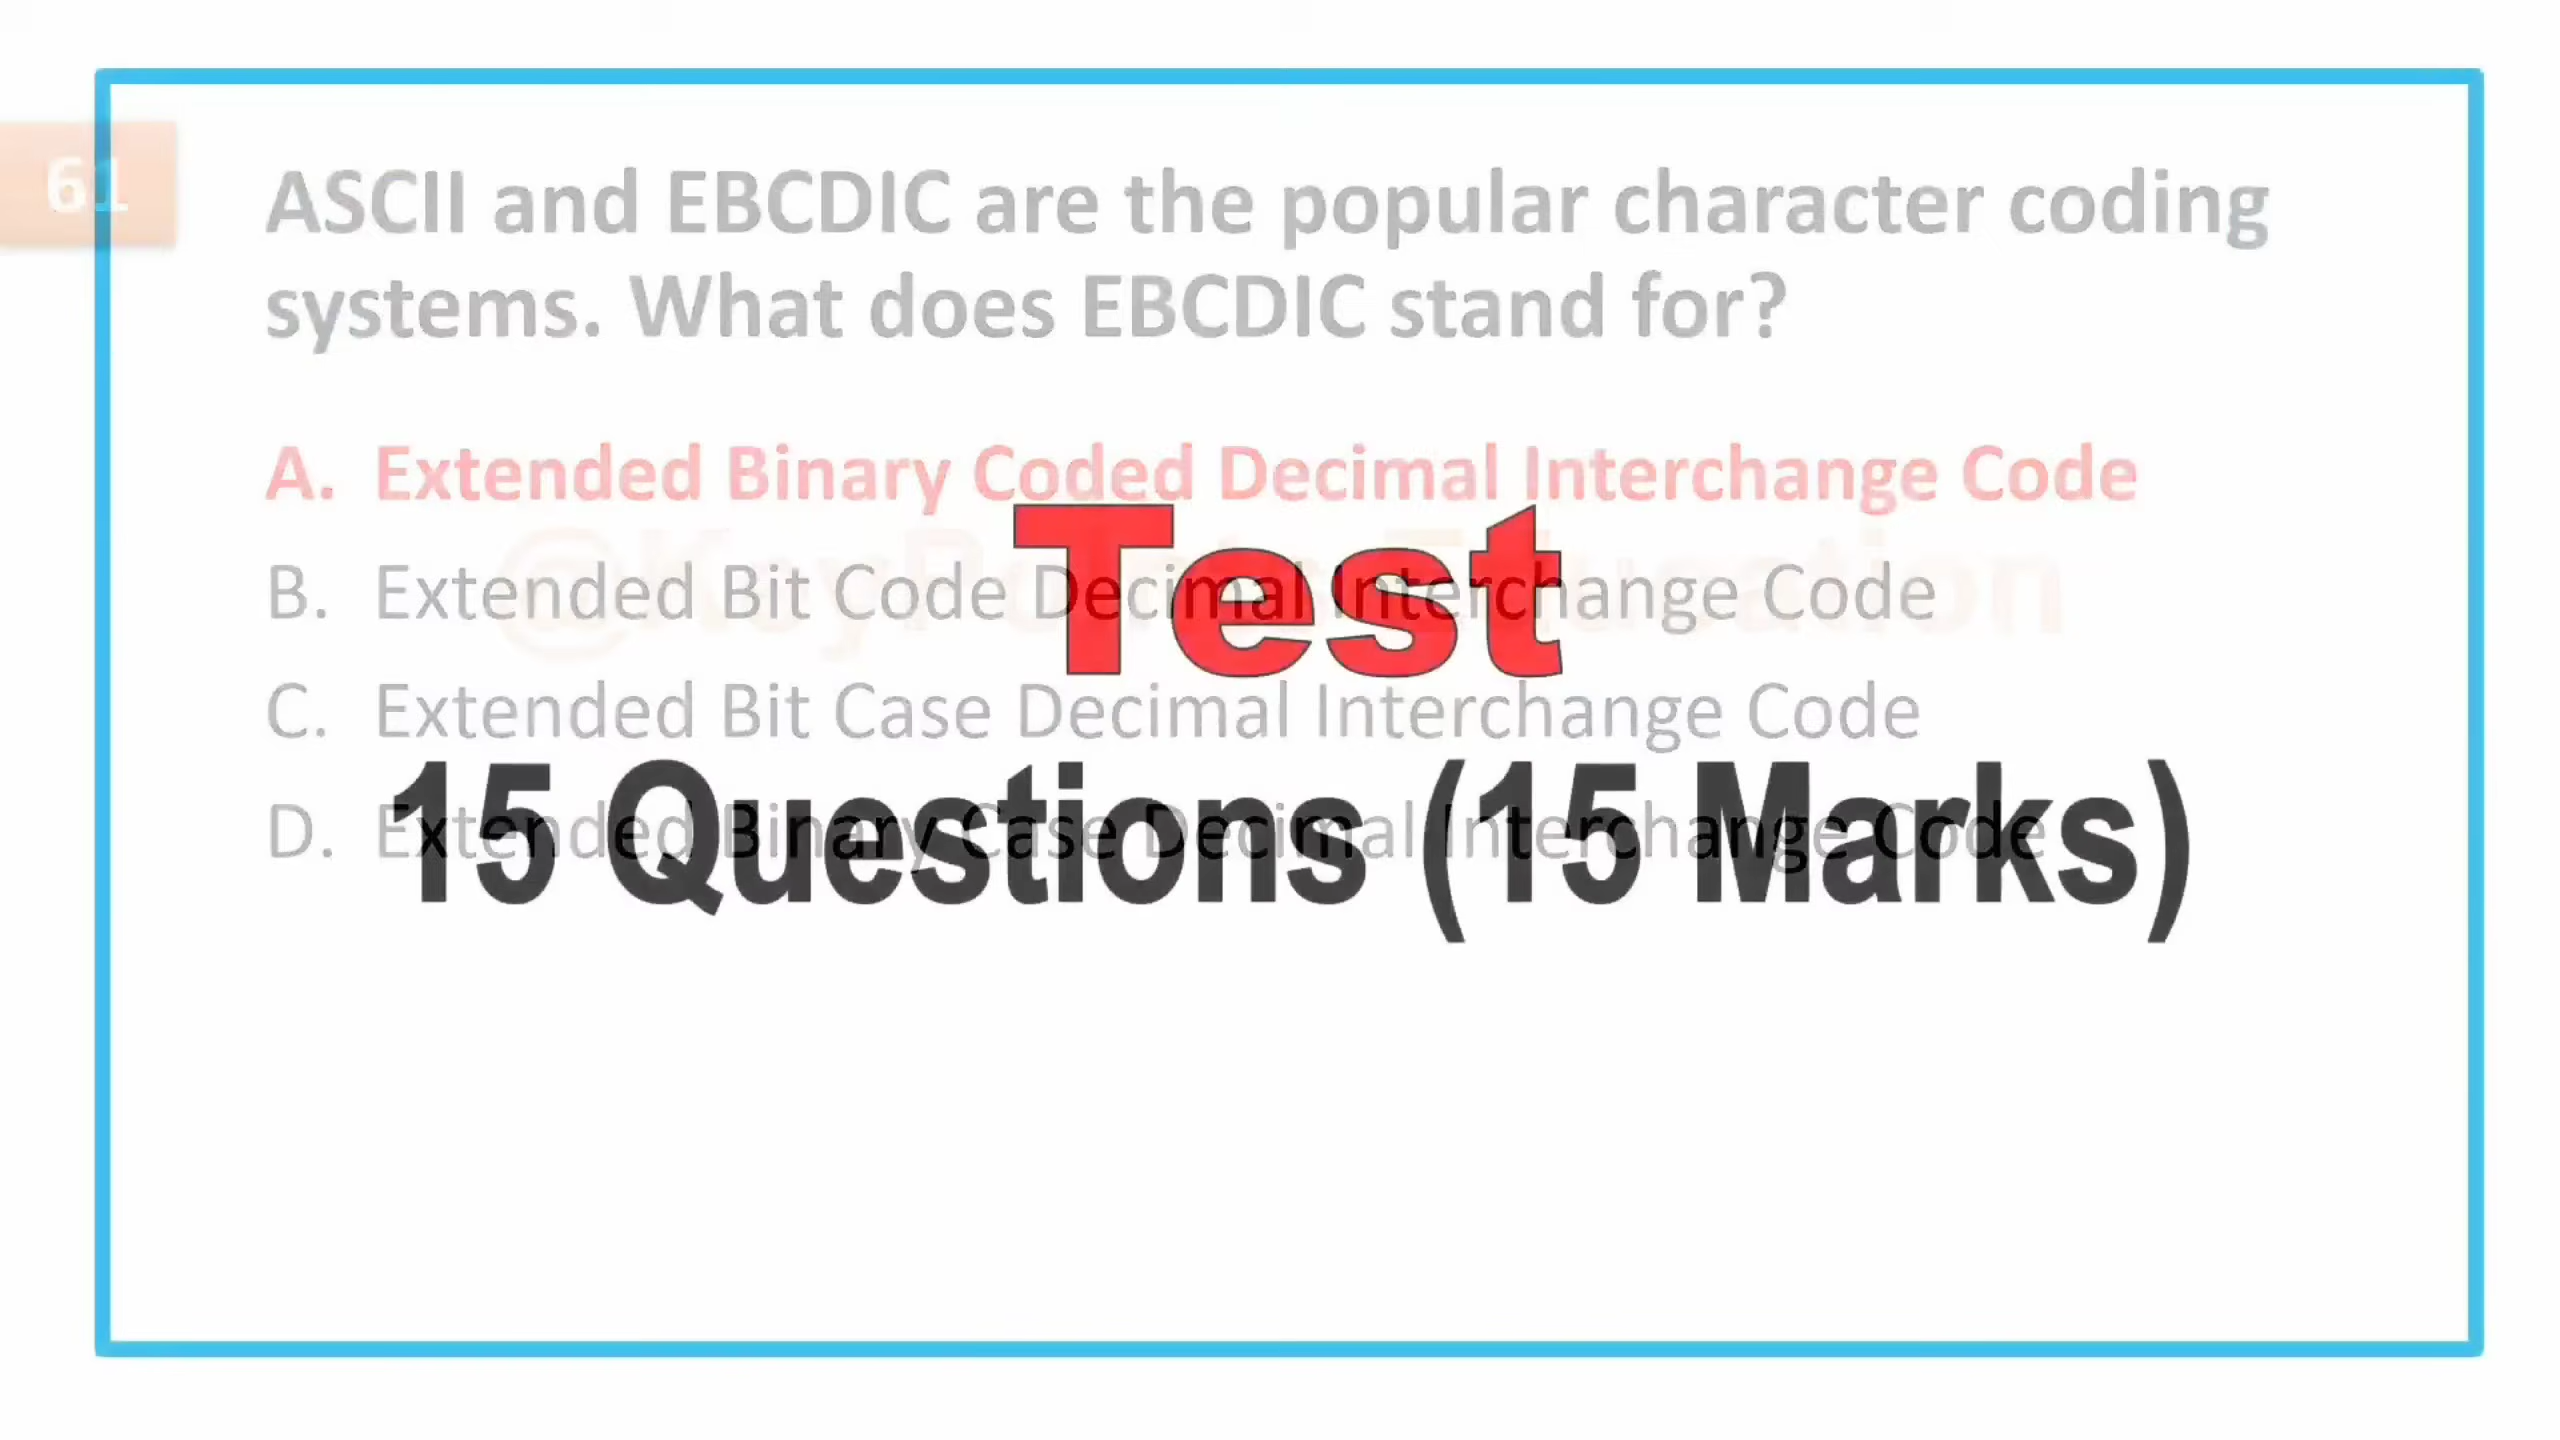 61
ASCII and EBCDIC are the popular character coding
systems. What does EBCDIC stand for?
A. Extended Binary Coded Decimal Interchange Code
@KeyPoints Education
Test
B. Extended Bit Code Decimal Interchange Code
C. Extended Bit Case Decimal Interchange Code
15 Questions (15 Marks)
D. Extended Binary Case Decimal Interchange Code